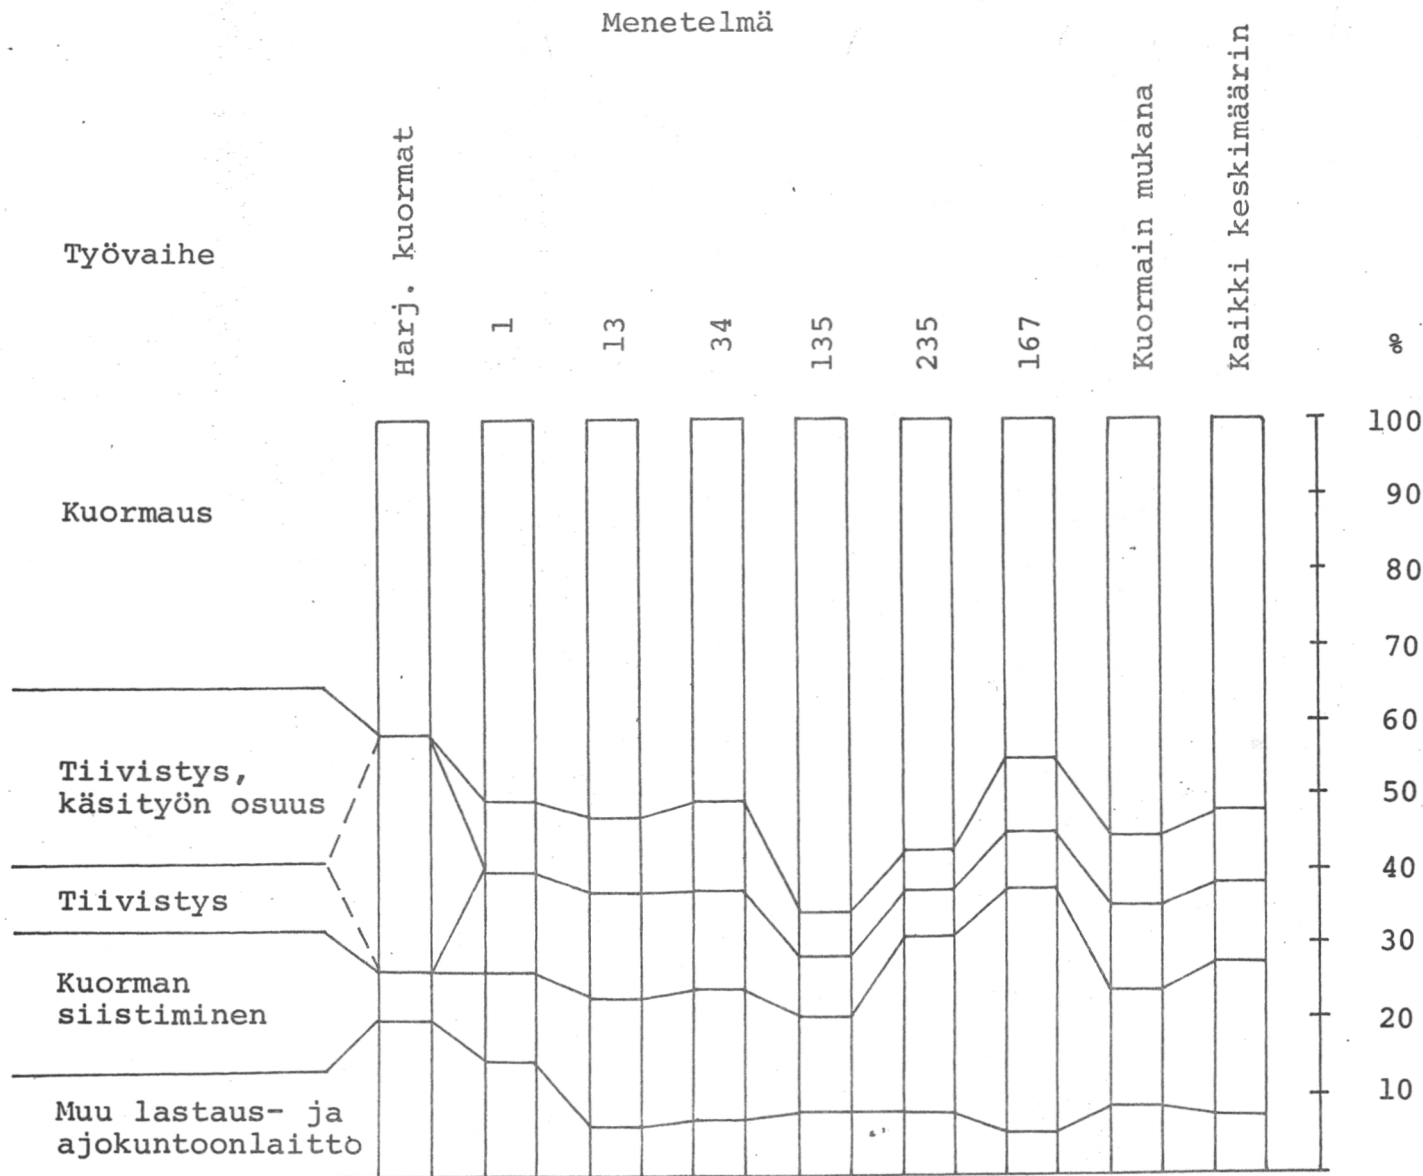 Menetelmä
Työvaihe
Harj. kuormat
1
13
34
135
235
167
Kuormain mukana
Kaikki keskimäärin
%
100
90
80
70
60
50
40
30
20
10
Kuormaus
Tiivistys,
käsityön osuus
Tiivistys
Kuorman
siistiminen
Muu lastaus- ja
ajokuntoonlaitto